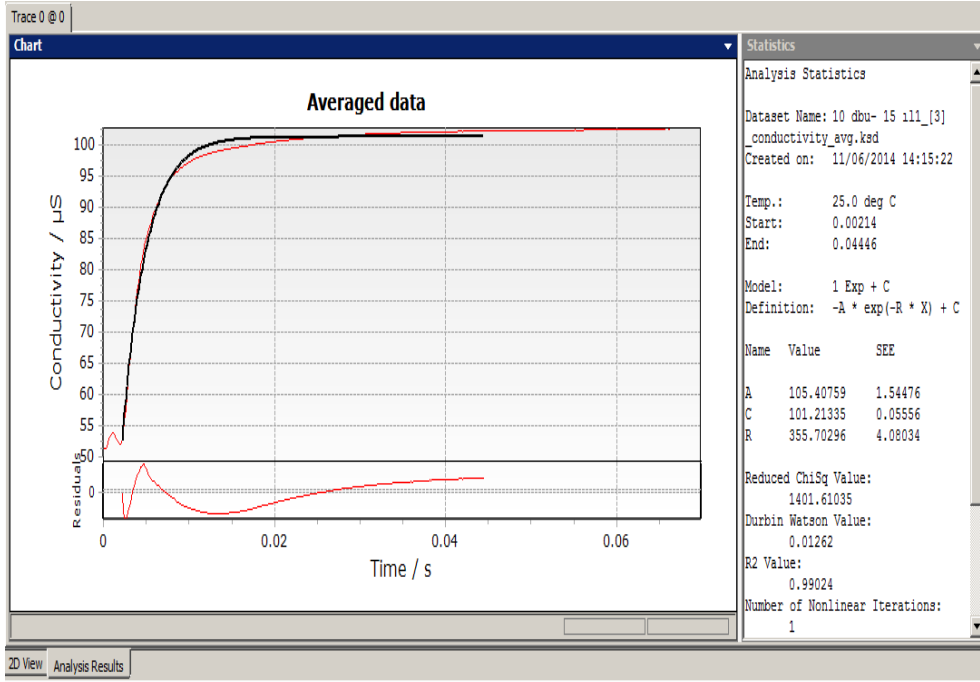 Trace 0 @ 0
Chart
Averaged data
100
95
90
85
80
75
70
65
60
55
50
Conductivity / µS
Residuals
0
0
0.02
0.04
0.06
Time / s
Statistics
Analysis Statistics
Dataset Name: 10 dbu- 15 ill_[3]
_conductivity_avg.ksd
Created on: 11/06/2014 14:15:22
Temp.: 25.0 deg C
Start: 0.00214
End: 0.04446
Model: 1 Exp + C
Definition: -A * exp(-R * X) + C
Name Value SEE
A 105.40759 1.54476
C 101.21335 0.05556
R 355.70296 4.08034
Reduced ChiSq Value:
1401.61035
Durbin Watson Value:
0.01262
R2 Value:
0.99024
Number of Nonlinear Iterations:
1
2D View
Analysis Results